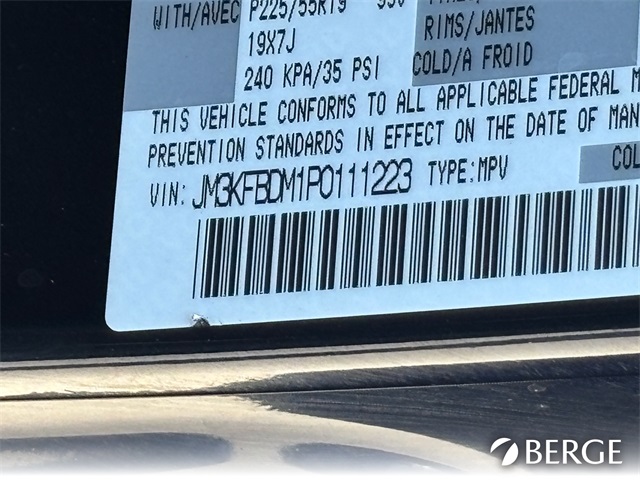 WITH/AVEC P225/55R19
19X7J RIMS/JANTES
240 KPA/35 PSI COLD/A FROID
THIS VEHICLE CONFORMS TO ALL APPLICABLE FEDERAL M
PREVENTION STANDARDS IN EFFECT ON THE DATE OF MAN
VIN: JM3KFBDM1P0111223 TYPE:MPV COL
BERGE